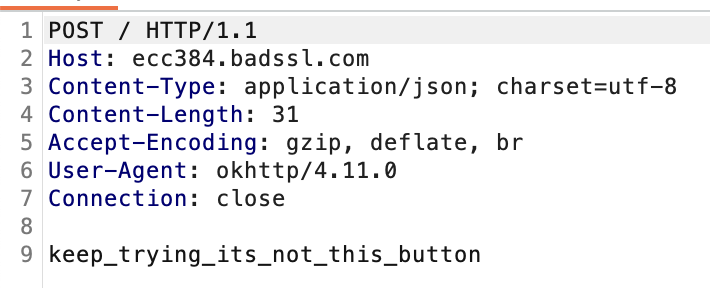 1 POST / HTTP/1.1
2 Host: ecc384.badssl.com
3 Content-Type: application/json; charset=utf-8
4 Content-Length: 31
5 Accept-Encoding: gzip, deflate, br
6 User-Agent: okhttp/4.11.0
7 Connection: close
8
9 keep_trying_its_not_this_button